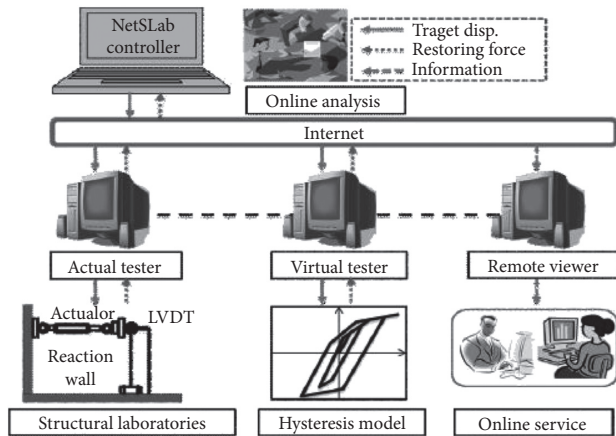 NetSLab
controller
Traget disp.
Restoring force
Information
Online analysis
Internet
Actual tester
Virtual tester
Remote viewer
Actualor
LVDT
Reaction
wall
Structural laboratories
Hysteresis model
Online service